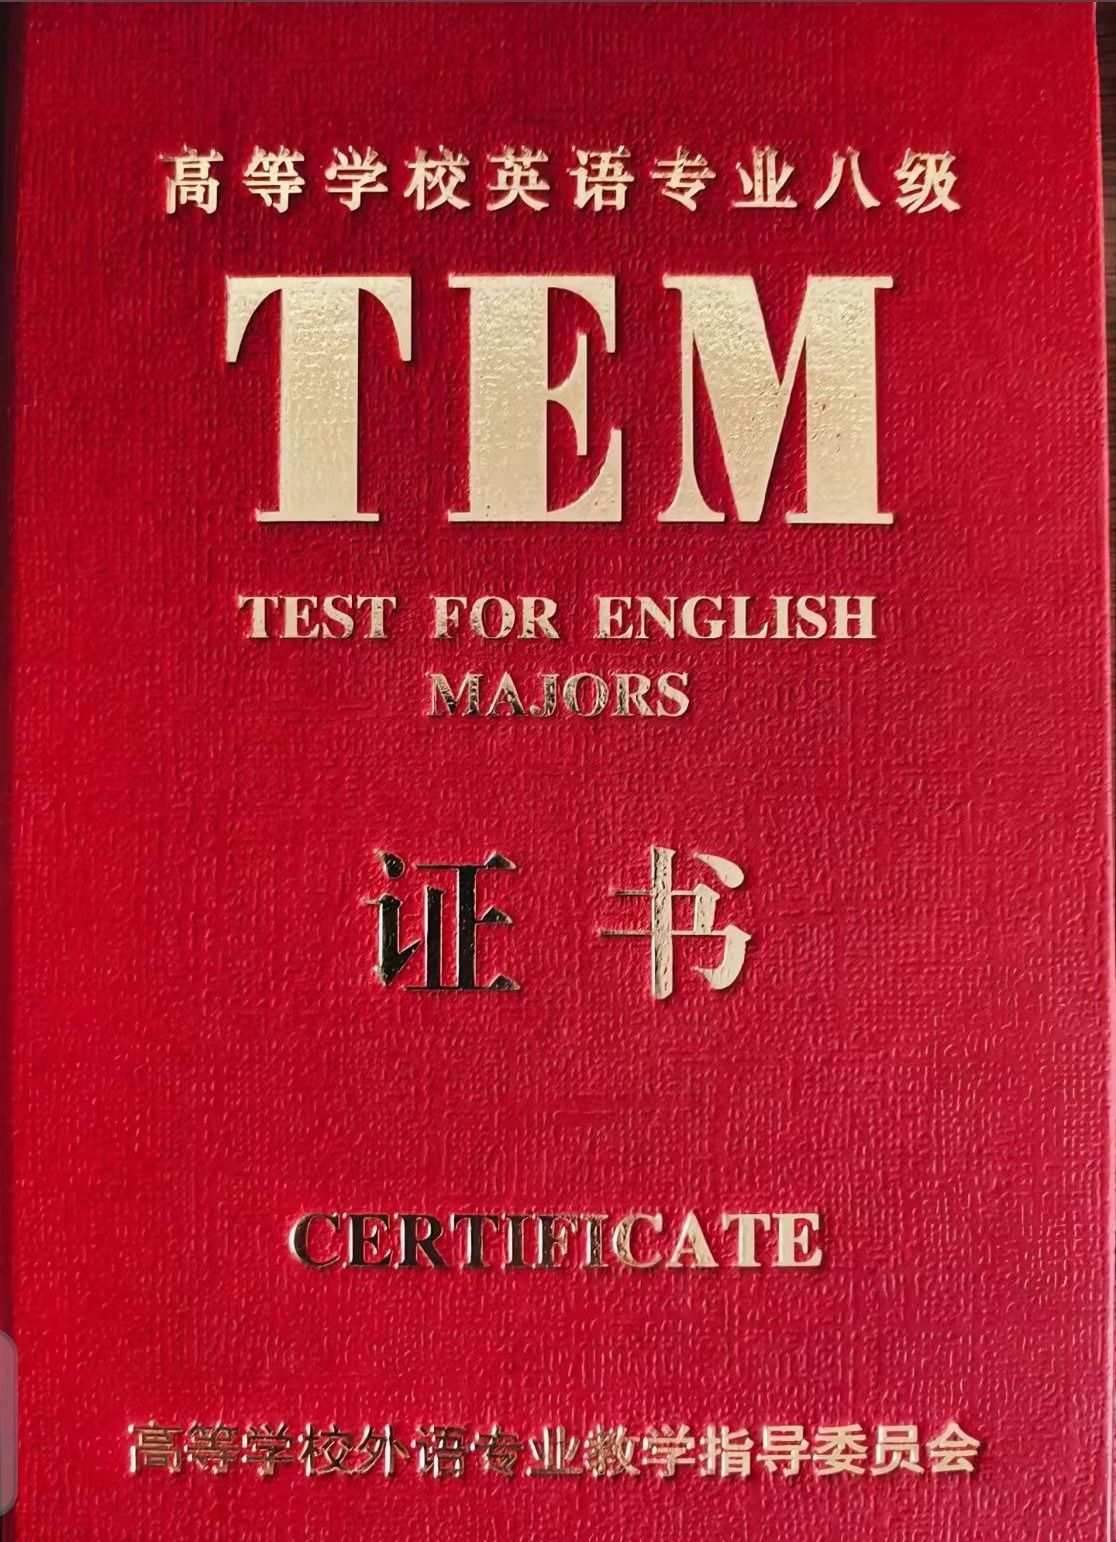 高等学校英语专业八级
TEM
TEST FOR ENGLISH
MAJORS
证书
CERTIFICATE
高等学校外语专业教学指导委员会